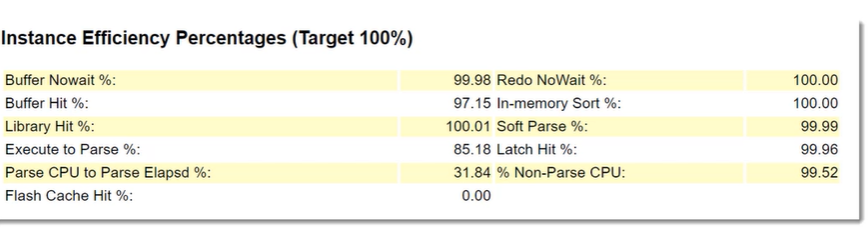 Instance Efficiency Percentages (Target 100%)
Buffer Nowait %: 99.98 Redo NoWait %: 100.00
Buffer Hit %: 97.15 In-memory Sort %: 100.00
Library Hit %: 100.01 Soft Parse %: 99.99
Execute to Parse %: 85.18 Latch Hit %: 99.96
Parse CPU to Parse Elapsd %: 31.84 % Non-Parse CPU: 99.52
Flash Cache Hit %: 0.00